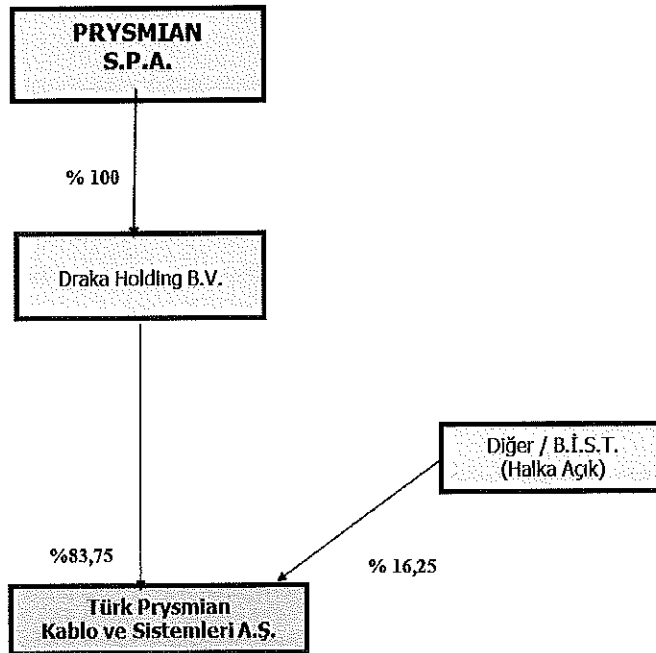 PRYSMIAN
S.P.A.
% 100
Draka Holding B.V.
Diğer / B.İ.S.T.
(Halka Açık)
%83,75
% 16,25
Türk Prysmian
Kablo ve Sistemleri A.Ş.